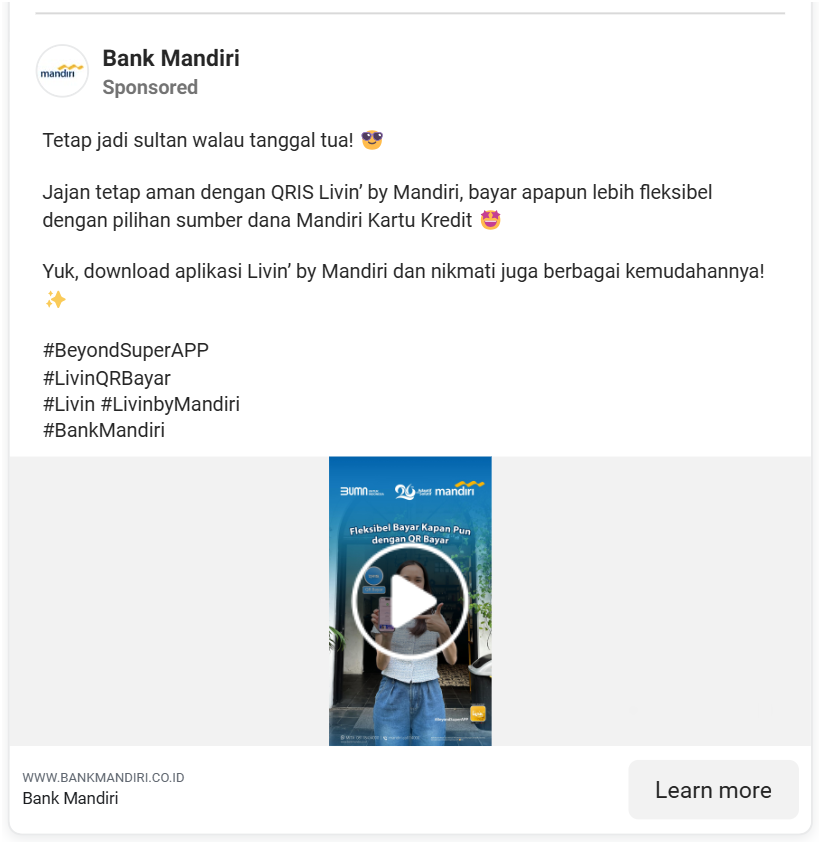 Bank Mandiri
mandiri
Sponsored
Tetap jadi sultan walau tanggal tua! 😎
Jajan tetap aman dengan QRIS Livin’ by Mandiri, bayar apapun lebih fleksibel
dengan pilihan sumber dana Mandiri Kartu Kredit 🤩
Yuk, download aplikasi Livin’ by Mandiri dan nikmati juga berbagai kemudahannya!
✨
#BeyondSuperAPP
#LivinQRBayar
#Livin #LivinbyMandiri
#BankMandiri
BUMN
mandiri
Fleksibel Bayar Kapan Pun
dengan QR Bayar
#BeyondSuperAPP
WWW.BANKMANDIRI.CO.ID
Bank Mandiri
Learn more